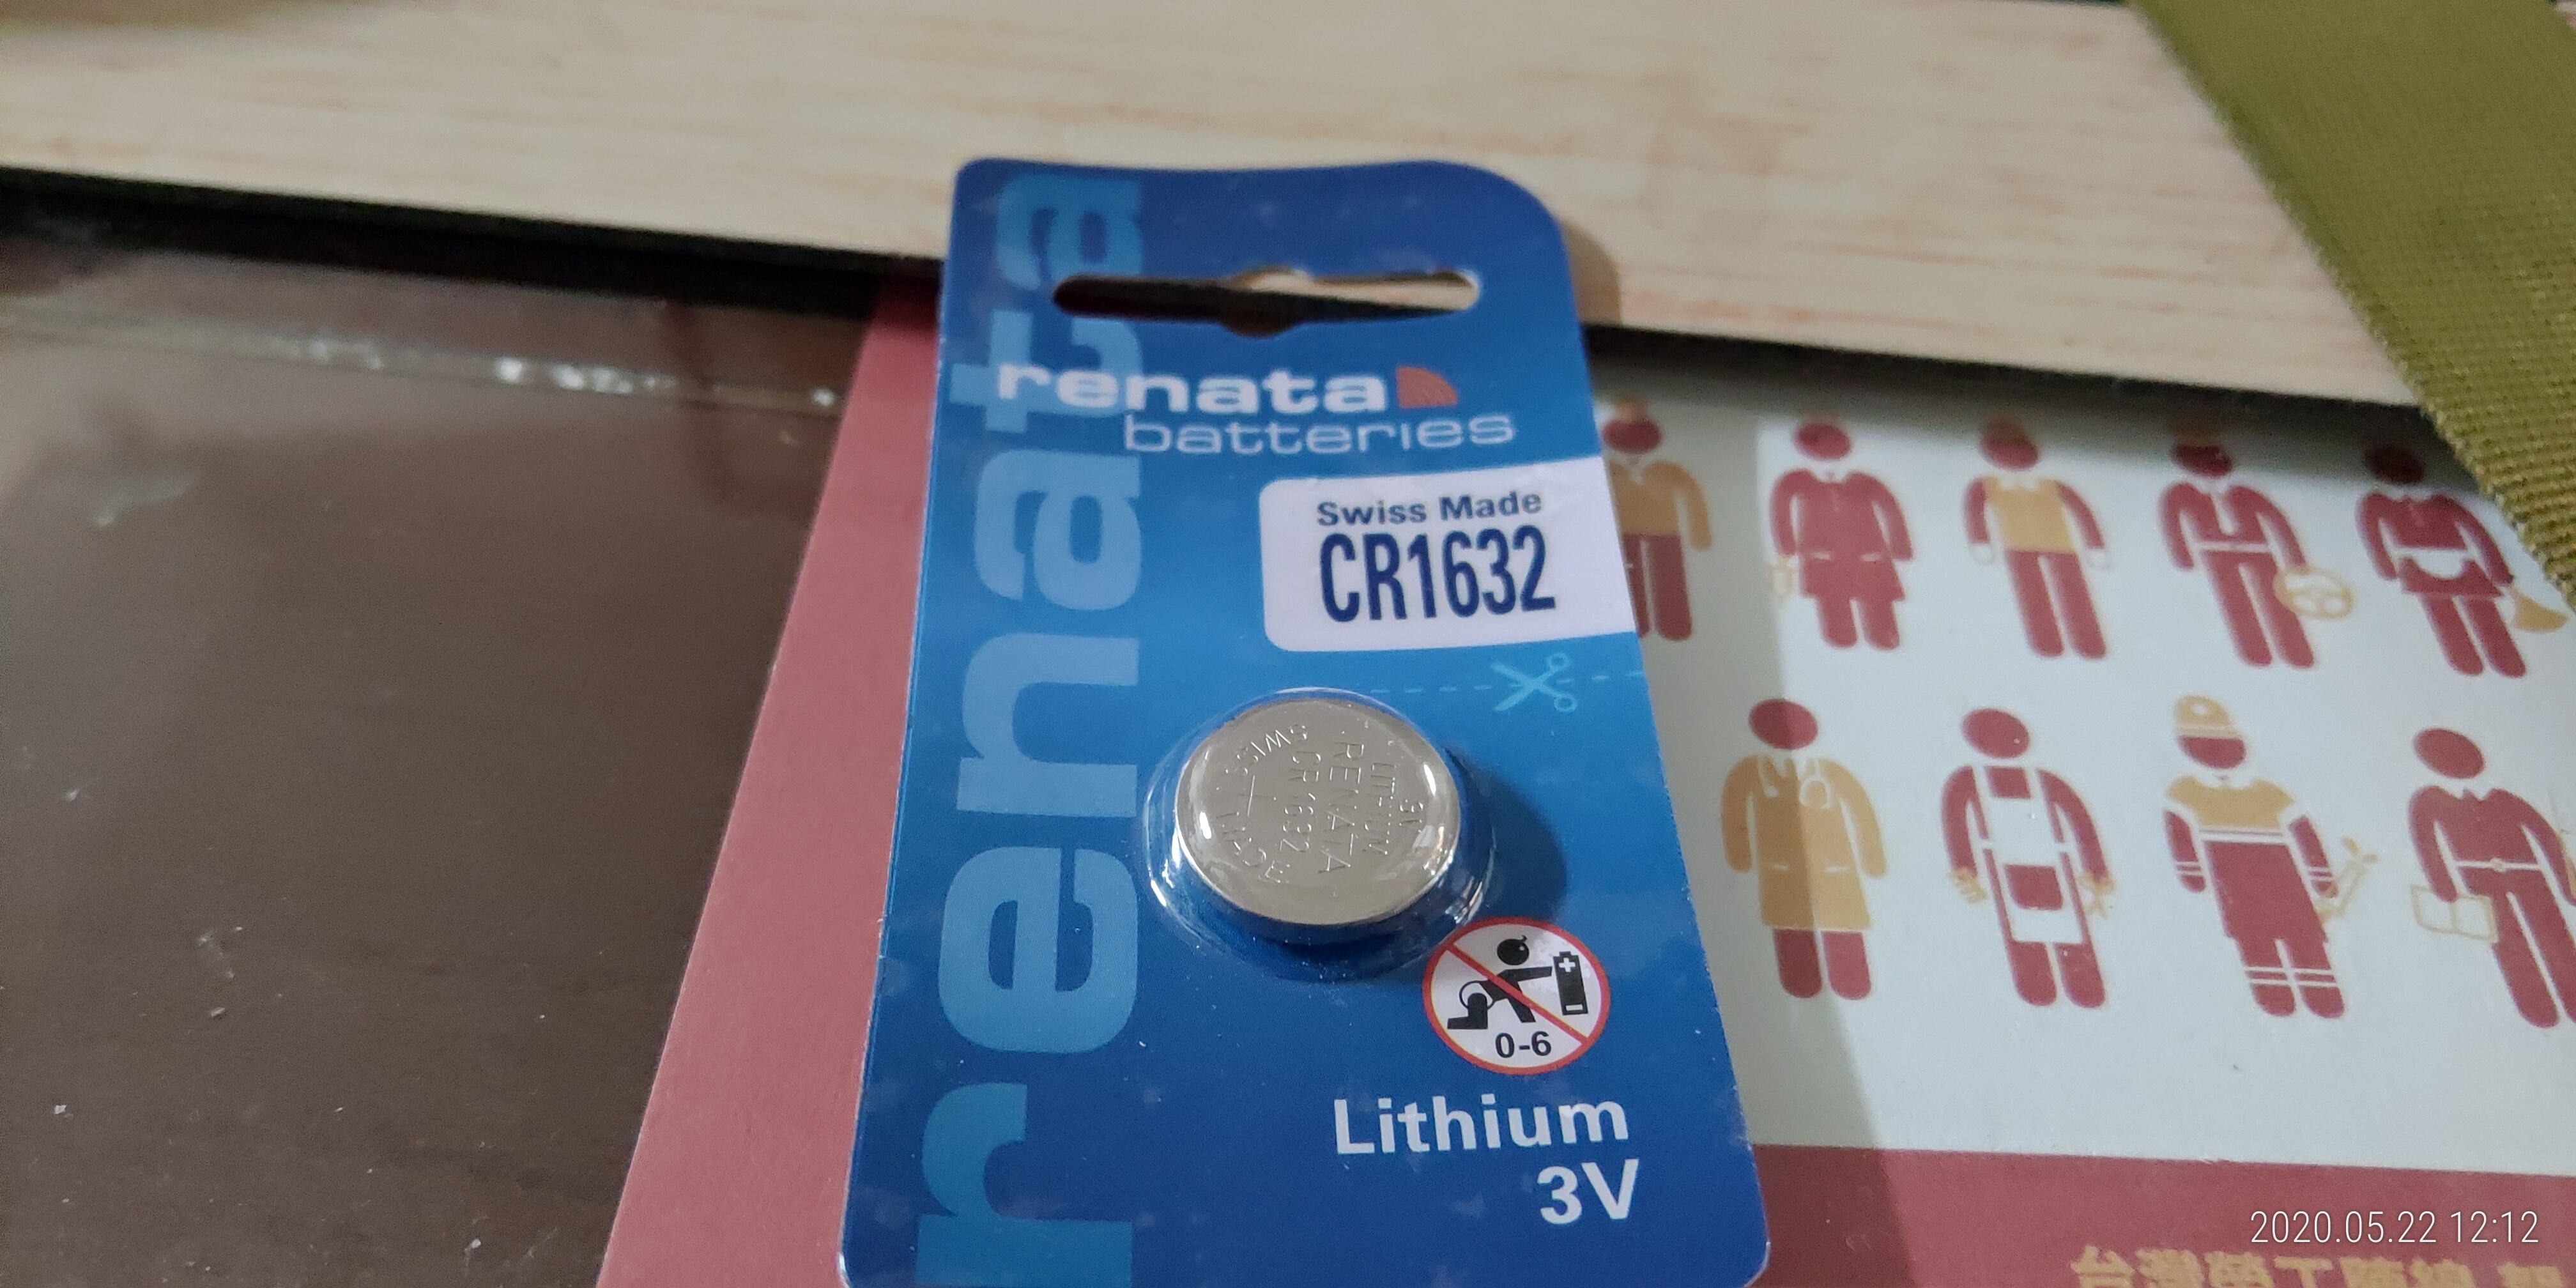 renata
renata
batteries
Swiss Made
CR1632
3V
LITHIUM
RENATA
CR1632
SWISS
0-6
Lithium
3V
2020.05.22 12:12